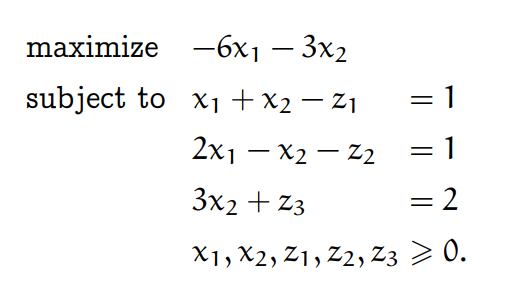 maximize −6x₁ − 3x₂
subject to x₁ + x₂ − z₁ = 1
2x₁ − x₂ − z₂ = 1
3x₂ + z₃ = 2
x₁, x₂, z₁, z₂, z₃ ⩾ 0.